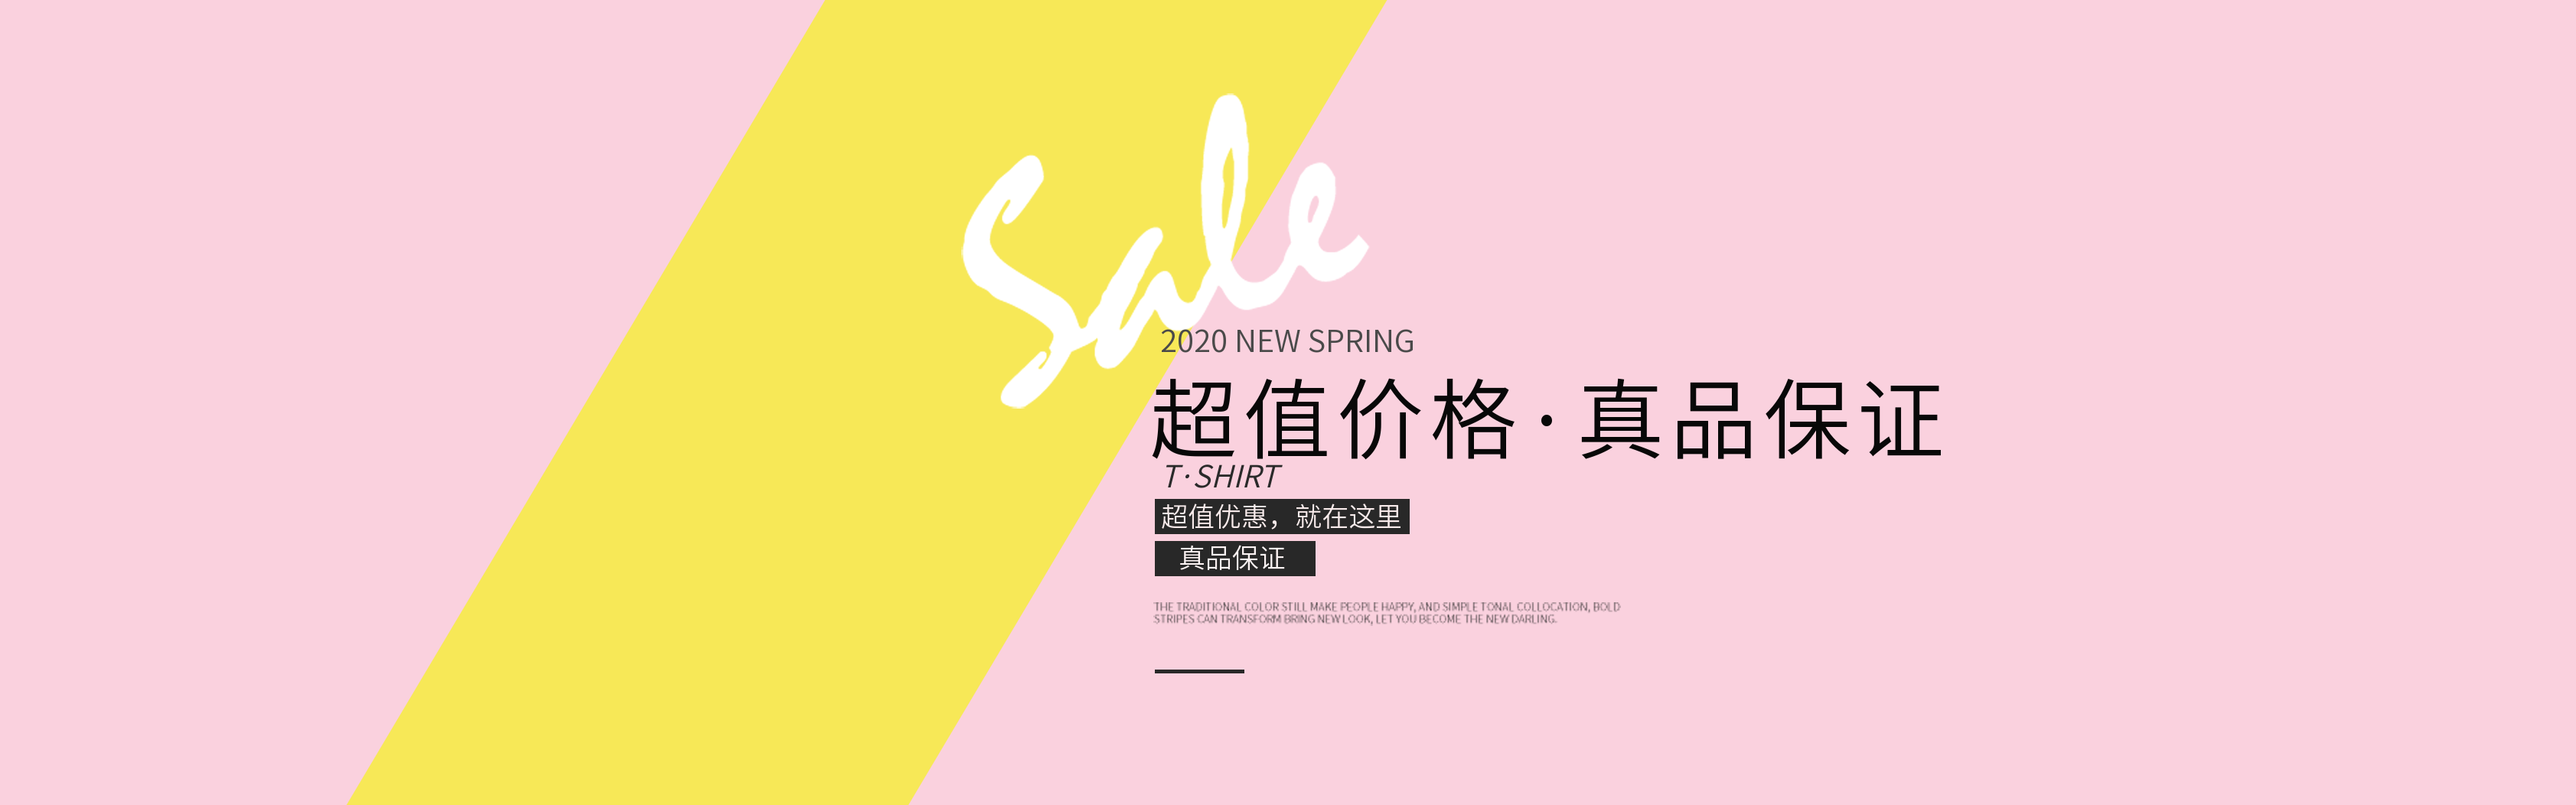 Sale
2020 NEW SPRING
超值价格·真品保证
T·SHIRT
超值优惠，就在这里
真品保证
THE TRADITIONAL COLOR STILL MAKE PEOPLE HAPPY, AND SIMPLE TONAL COLLOCATION, BOLD
STRIPES CAN TRANSFORM BRING NEW LOOK, LET YOU BECOME THE NEW DARLING.